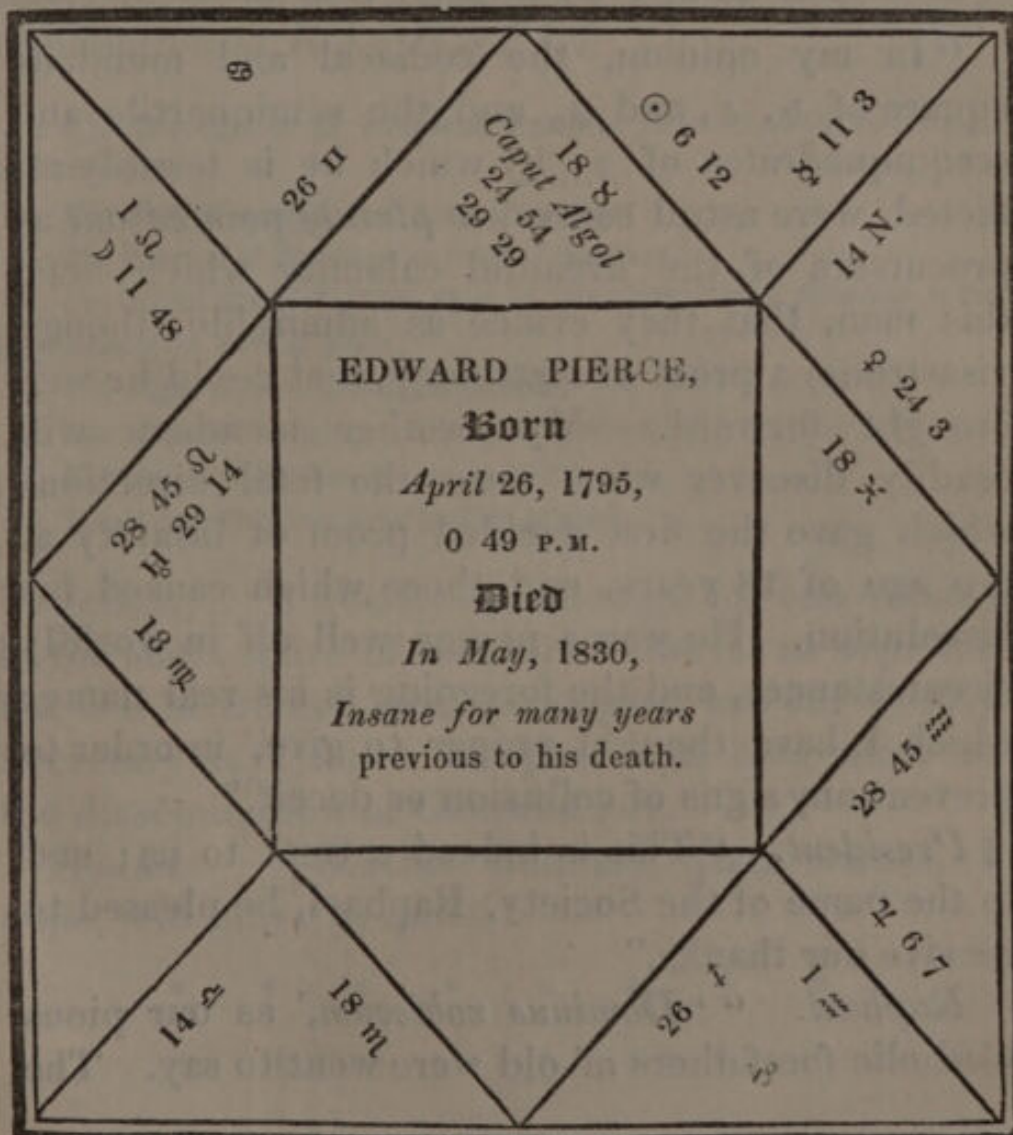 ♋
26 ♊
18 ♉
Caput Algol
24 54
29 29
☉ 6 12
11 3
14 N
1 ♌
☽ 11 48
♀ 24 3
18 ♓
28 45 ♌
♅ 29 14
18 ♍
EDWARD PIERCE,
Born
April 26, 1795,
0 49 P.M.
Died
In May, 1830,
Insane for many years
previous to his death.
28 45 ♒
♃ 6 7
1 ♒
14 ♎
18 ♏
26 ♐
♑